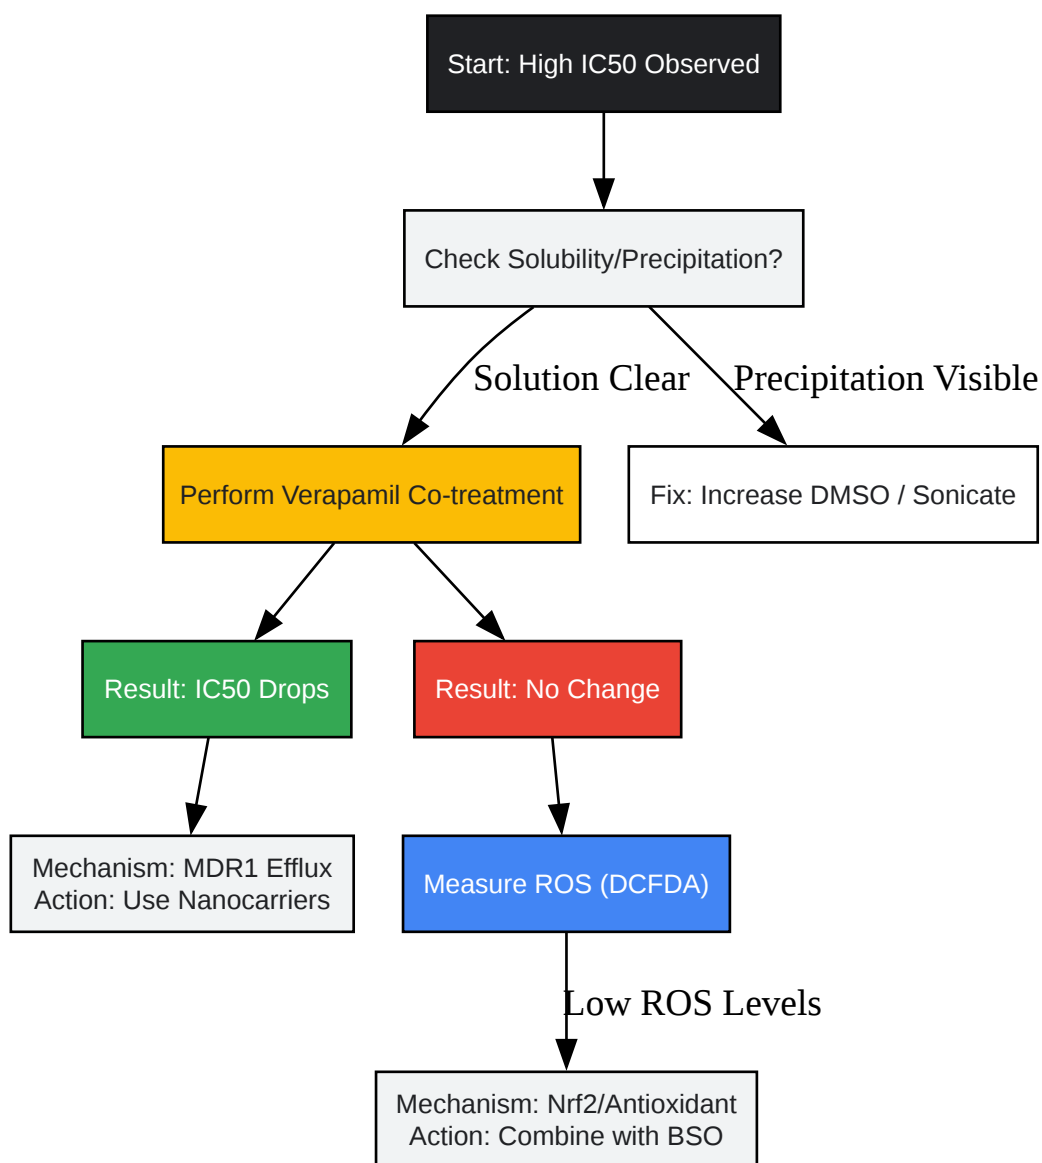 Start: High IC50 Observed
Check Solubility/Precipitation?
Solution Clear
Precipitation Visible
Perform Verapamil Co-treatment
Fix: Increase DMSO / Sonicate
Result: IC50 Drops
Result: No Change
Mechanism: MDR1 Efflux
Action: Use Nanocarriers
Measure ROS (DCFDA)
Low ROS Levels
Mechanism: Nrf2/Antioxidant
Action: Combine with BSO